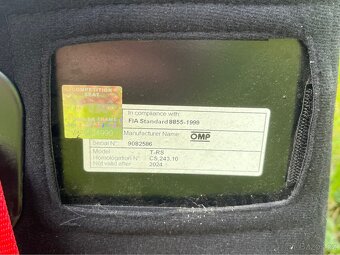 COMPETITION
SEAT
In compliance with:
FIA Standard 8855-1999
Manufacturer Name: OMP
Serial N°: 9082586
Model T-RS
Homologation N° CS.243.10
Not valid after 2024